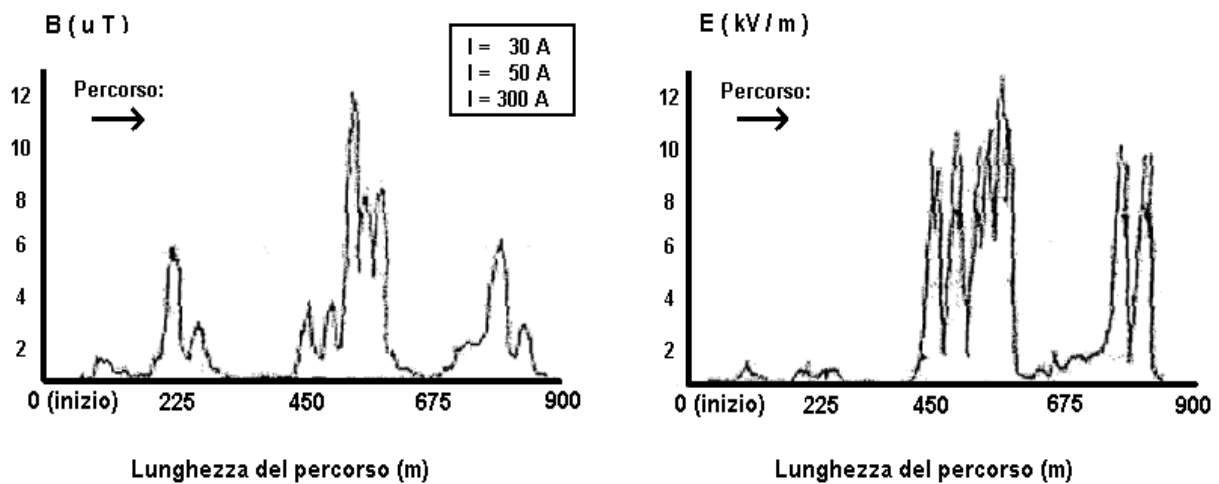 B ( u T )
I = 30 A
I = 50 A
I = 300 A
Percorso:
12
10
8
6
4
2
0 (inizio) 225 450 675 900
Lunghezza del percorso (m)
E ( kV / m )
Percorso:
12
10
8
6
4
2
0 (inizio) 225 450 675 900
Lunghezza del percorso (m)